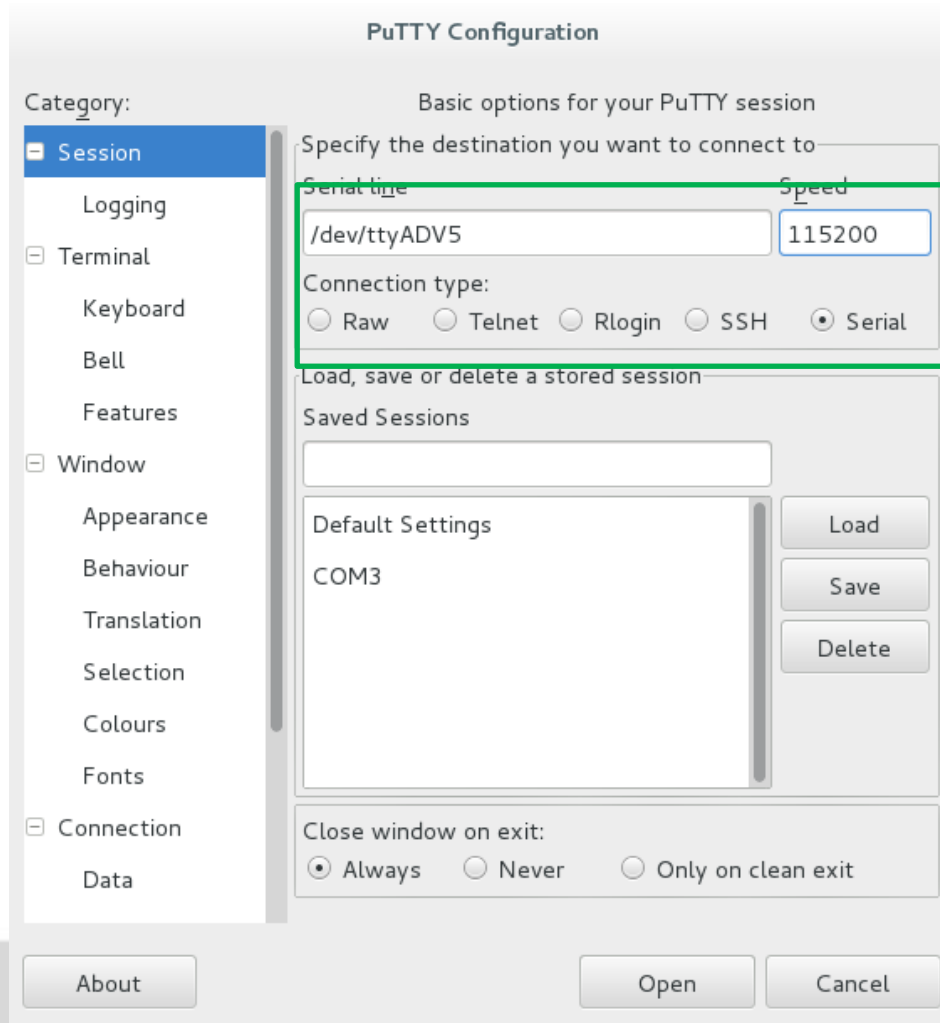 PuTTY Configuration
Category:
Session
Logging
Terminal
Keyboard
Bell
Features
Window
Appearance
Behaviour
Translation
Selection
Colours
Fonts
Connection
Data
Basic options for your PuTTY session
Specify the destination you want to connect to
Serial line Speed
/dev/ttyADV5 115200
Connection type:
Raw Telnet Rlogin SSH Serial
Load, save or delete a stored session
Saved Sessions
Default Settings
COM3
Load
Save
Delete
Close window on exit:
Always Never Only on clean exit
About Open Cancel